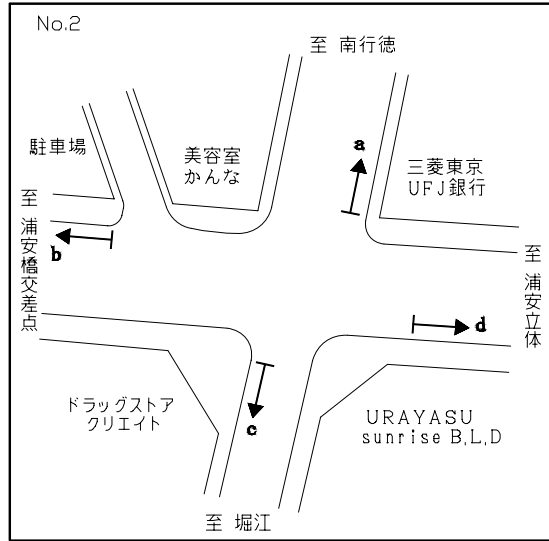 No.2
至 南行徳
a
駐車場
美容室
かんな
三菱東京
UFJ銀行
至 浦安橋交差点
b
至 浦安立体
d
ドラッグストア
クリエイト
c
URAYASU
sunrise B,L,D
至 堀江